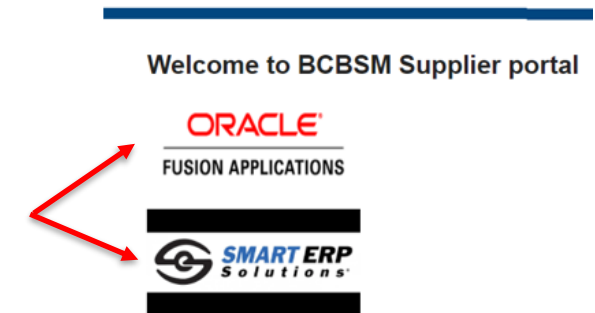 Welcome to BCBSM Supplier portal
ORACLE
FUSION APPLICATIONS
SMART ERP
Solutions